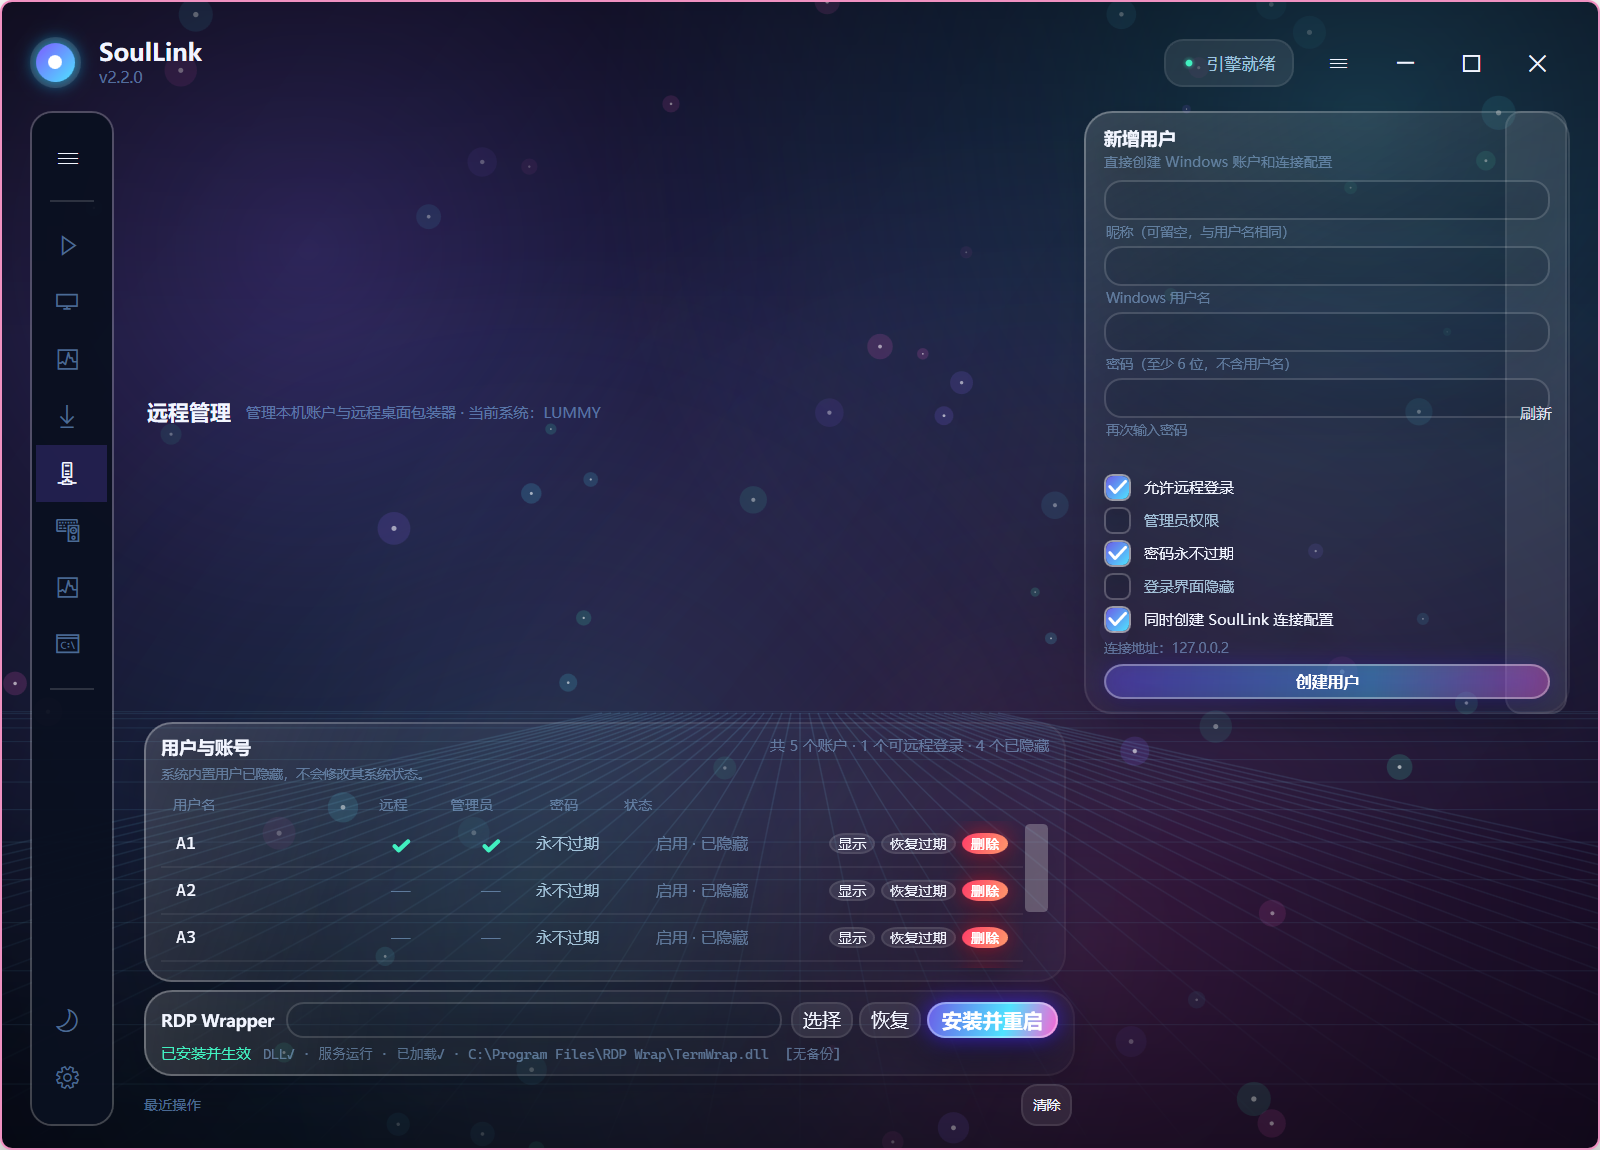 SoulLink
v2.2.0
引擎就绪
新增用户
直接创建 Windows 账户和连接配置
昵称（可留空，与用户名相同）
Windows 用户名
密码（至少 6 位，不含用户名）
再次输入密码
刷新
允许远程登录
管理员权限
密码永不过期
登录界面隐藏
同时创建 SoulLink 连接配置
连接地址：127.0.0.2
创建用户
远程管理 管理本机账户与远程桌面包装器 · 当前系统：LUMMY
C:\
用户与账号 共 5 个账户 · 1 个可远程登录 · 4 个已隐藏
系统内置用户已隐藏，不会修改其系统状态。
用户名 远程 管理员 密码 状态
A1 永不过期 启用 · 已隐藏 显示 恢复过期 删除
A2 — — 永不过期 启用 · 已隐藏 显示 恢复过期 删除
A3 — — 永不过期 启用 · 已隐藏 显示 恢复过期 删除
RDP Wrapper 选择 恢复 安装并重启
已安装并生效 DLL✓ · 服务运行 · 已加载✓ · C:\Program Files\RDP Wrap\TermWrap.dll [无备份]
最近操作 清除